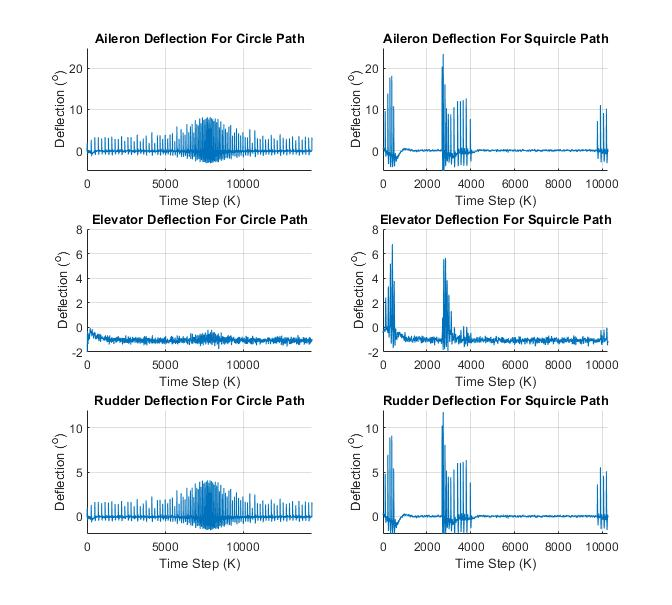 Aileron Deflection For Circle Path
Deflection (°)
20
10
0
0 5000 10000
Time Step (K)
Aileron Deflection For Squircle Path
Deflection (°)
20
10
0
0 2000 4000 6000 8000 10000
Time Step (K)
Elevator Deflection For Circle Path
Deflection (°)
8
6
4
2
0
-2
0 5000 10000
Time Step (K)
Elevator Deflection For Squircle Path
Deflection (°)
8
6
4
2
0
-2
0 2000 4000 6000 8000 10000
Time Step (K)
Rudder Deflection For Circle Path
Deflection (°)
10
5
0
0 5000 10000
Time Step (K)
Rudder Deflection For Squircle Path
Deflection (°)
10
5
0
0 2000 4000 6000 8000 10000
Time Step (K)